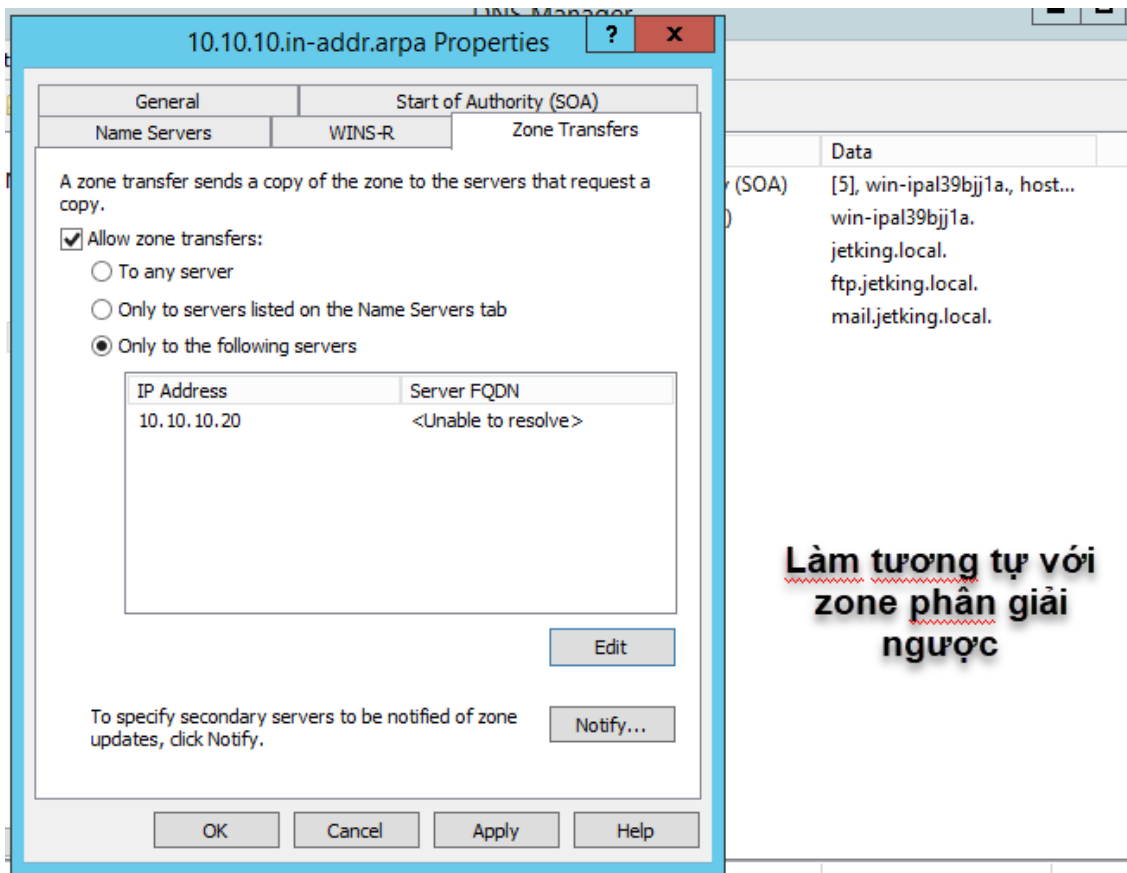 DNS Manager
10.10.10.in-addr.arpa Properties
?
x
General
Start of Authority (SOA)
Name Servers
WINS-R
Zone Transfers
A zone transfer sends a copy of the zone to the servers that request a
copy.
Allow zone transfers:
To any server
Only to servers listed on the Name Servers tab
Only to the following servers
IP Address
Server FQDN
10.10.10.20
<Unable to resolve>
Edit
To specify secondary servers to be notified of zone
updates, click Notify.
Notify...
OK
Cancel
Apply
Help
Data
(SOA)
[5], win-ipal39bjj1a., host...
)
win-ipal39bjj1a.
jetking.local.
ftp.jetking.local.
mail.jetking.local.
Làm tương tự với
zone phân giải
ngược